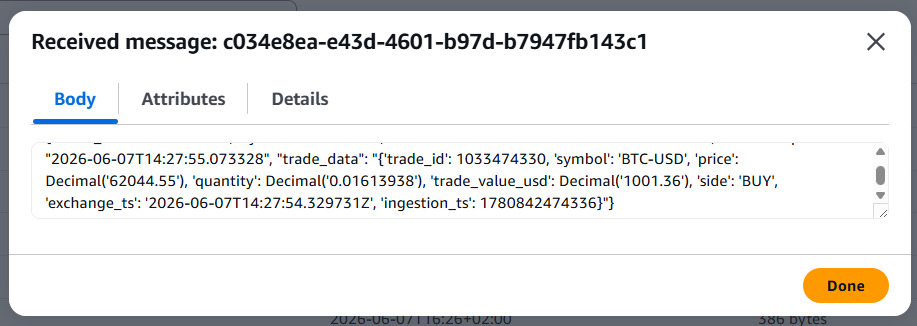 Received message: c034e8ea-e43d-4601-b97d-b7947fb143c1
Body
Attributes
Details
"2026-06-07T14:27:55.073328", "trade_data": "{'trade_id': 1033474330, 'symbol': 'BTC-USD', 'price':
Decimal('62044.55'), 'quantity': Decimal('0.01613938'), 'trade_value_usd': Decimal('1001.36'), 'side': 'BUY',
'exchange_ts': '2026-06-07T14:27:54.329731Z', 'ingestion_ts': 1780842474336}"}
Done
2026-06-07T16:26+02:00
386 bytes